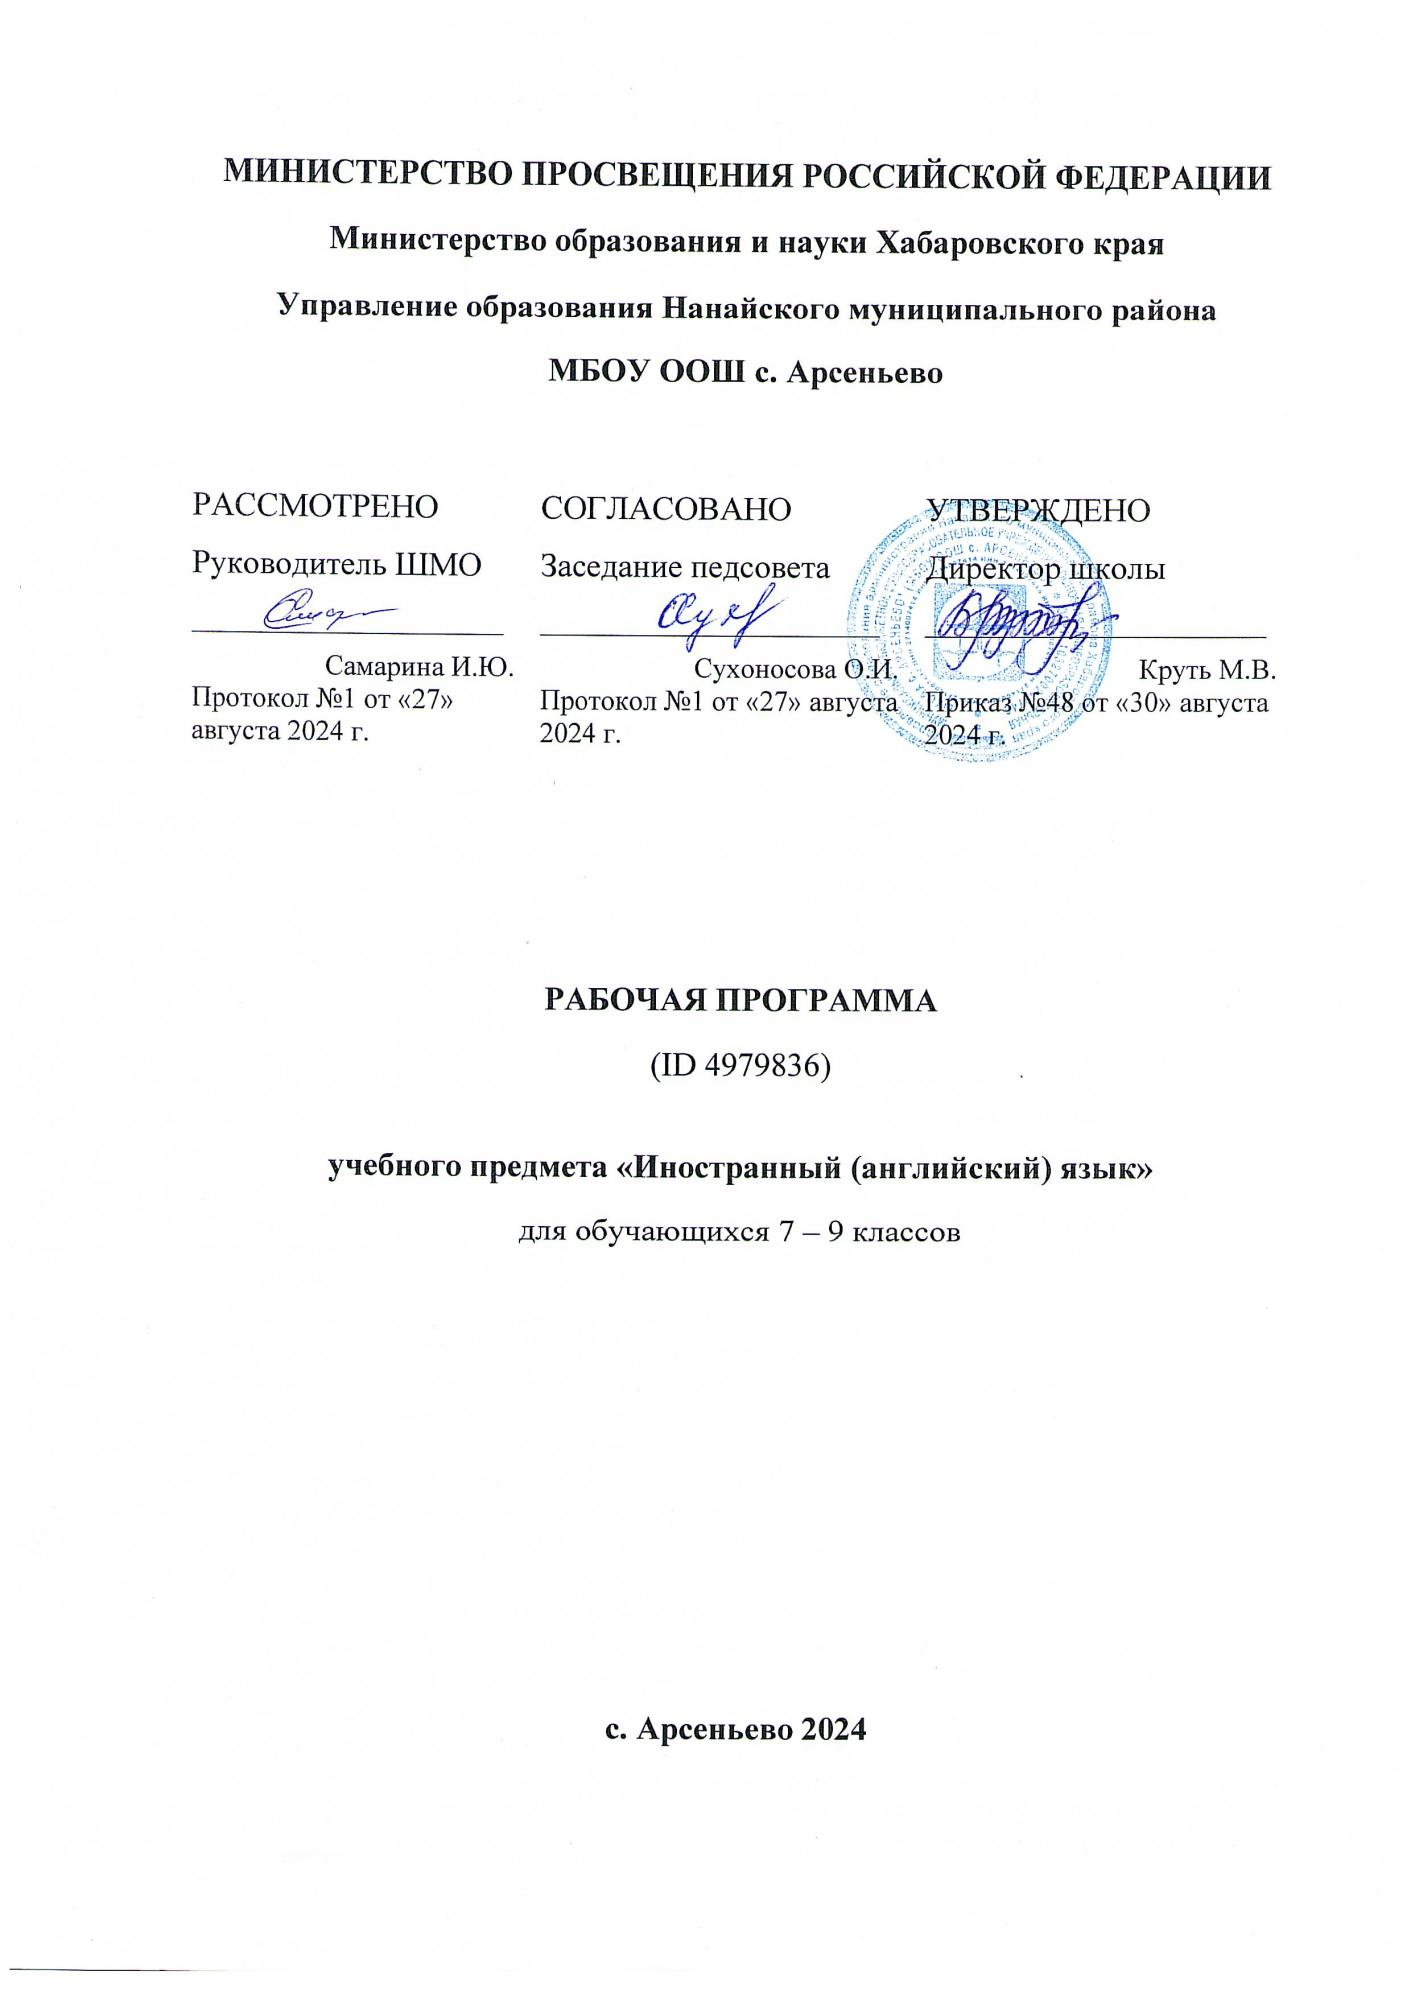 МИНИСТЕРСТВО ПРОСВЕЩЕНИЯ РОССИЙСКОЙ ФЕДЕРАЦИИ
Министерство образования и науки Хабаровского края
Управление образования Нанайского муниципального района
МБОУ ООШ с. Арсеньево
РАССМОТРЕНО
Руководитель ШМО
Самарина И.Ю.
Протокол №1 от «27»
августа 2024 г.
СОГЛАСОВАНО
Заседание педсовета
Сухоносова О.И.
Протокол №1 от «27» августа
2024 г.
УТВЕРЖДЕНО
Директор школы
Круть М.В.
Приказ №48 от «30» августа
2024 г.
РАБОЧАЯ ПРОГРАММА
(ID 4979836)
учебного предмета «Иностранный (английский) язык»
для обучающихся 7 – 9 классов
с. Арсеньево 2024